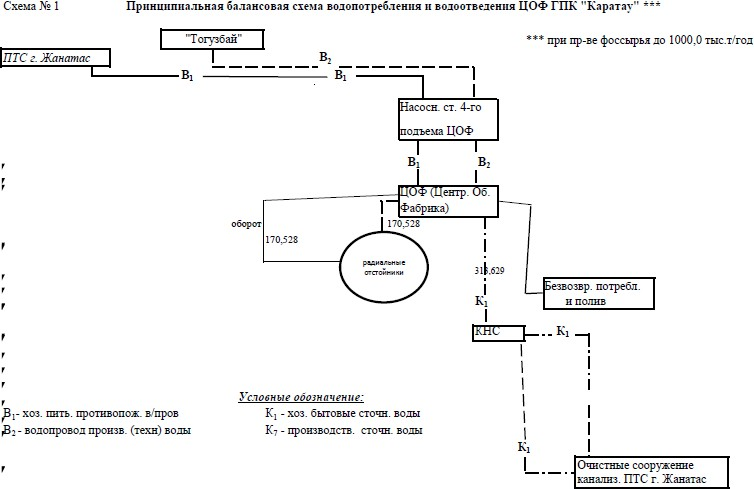 Схема № 1
Принципиальная балансовая схема водопотребления и водоотведения ЦОФ ГПК "Каратау" ***
"Тогузбай"
*** при пр-ве фоссырья до 1000,0 тыс.т/год
ПТС г. Жанатас
В2
В1
В1
Насосн. ст. 4-го
подъема ЦОФ
В1
В2
ЦОФ (Центр. Об.
Фабрика)
оборот
170,528
170,528
радиальные
отстойники
313,629
Безвозвр. потребл.
и полив
К1
КНС
К1
Условные обозначение:
В1- хоз. пить. противопож. в/пров
К1 - хоз. бытовые сточн. воды
В2 - водопровод произв. (техн) воды
К7 - производств. сточн. воды
К1
Очистные сооружение
канализ. ПТС г. Жанатас